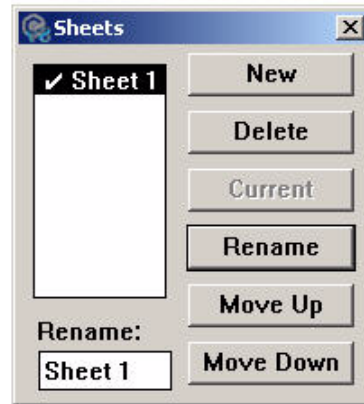 Sheets
✓ Sheet 1
New
Delete
Current
Rename
Move Up
Move Down
Rename:
Sheet 1